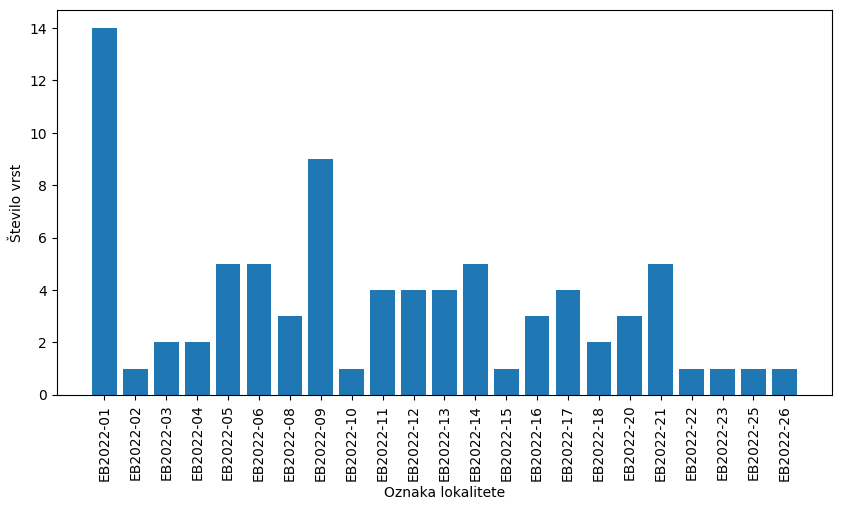 Število vrst
14
12
10
8
6
4
2
0
EB2022-01
EB2022-02
EB2022-03
EB2022-04
EB2022-05
EB2022-06
EB2022-08
EB2022-09
EB2022-10
EB2022-11
EB2022-12
EB2022-13
EB2022-14
EB2022-15
EB2022-16
EB2022-17
EB2022-18
EB2022-20
EB2022-21
EB2022-22
EB2022-23
EB2022-25
EB2022-26
Oznaka lokalitete